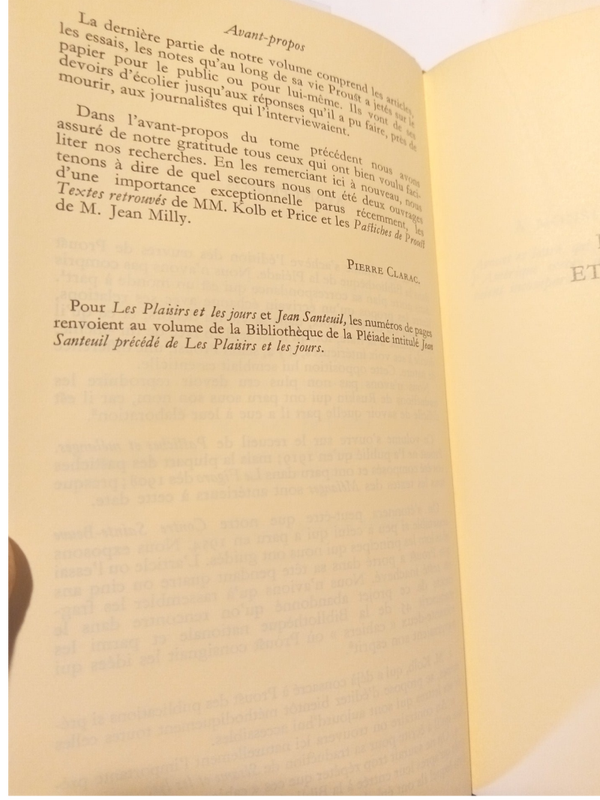 Avant-propos
La dernière partie de notre volume comprend les articles,
les essais, les notes qu'au long de sa vie Proust a jetés sur le
papier pour le public ou pour lui-même. Ils vont de ses
devoirs d'écolier jusqu'aux réponses qu'il a pu faire, près de
mourir, aux journalistes qui l'interviewaient.
Dans l'avant-propos du tome précédent nous avons
assuré de notre gratitude tous ceux qui ont bien voulu faci-
liter nos recherches. En les remerciant ici à nouveau, nous
tenons à dire de quel secours nous ont été deux ouvrages
d'une importance exceptionnelle parus récemment, les
Textes retrouvés de MM. Kolb et Price et les Pastiches de Proust
de M. Jean Milly.
PIERRE CLARAC.
Pour Les Plaisirs et les jours et Jean Santeuil, les numéros de pages
renvoient au volume de la Bibliothèque de la Pléiade intitulé Jean
Santeuil précédé de Les Plaisirs et les jours.
ET